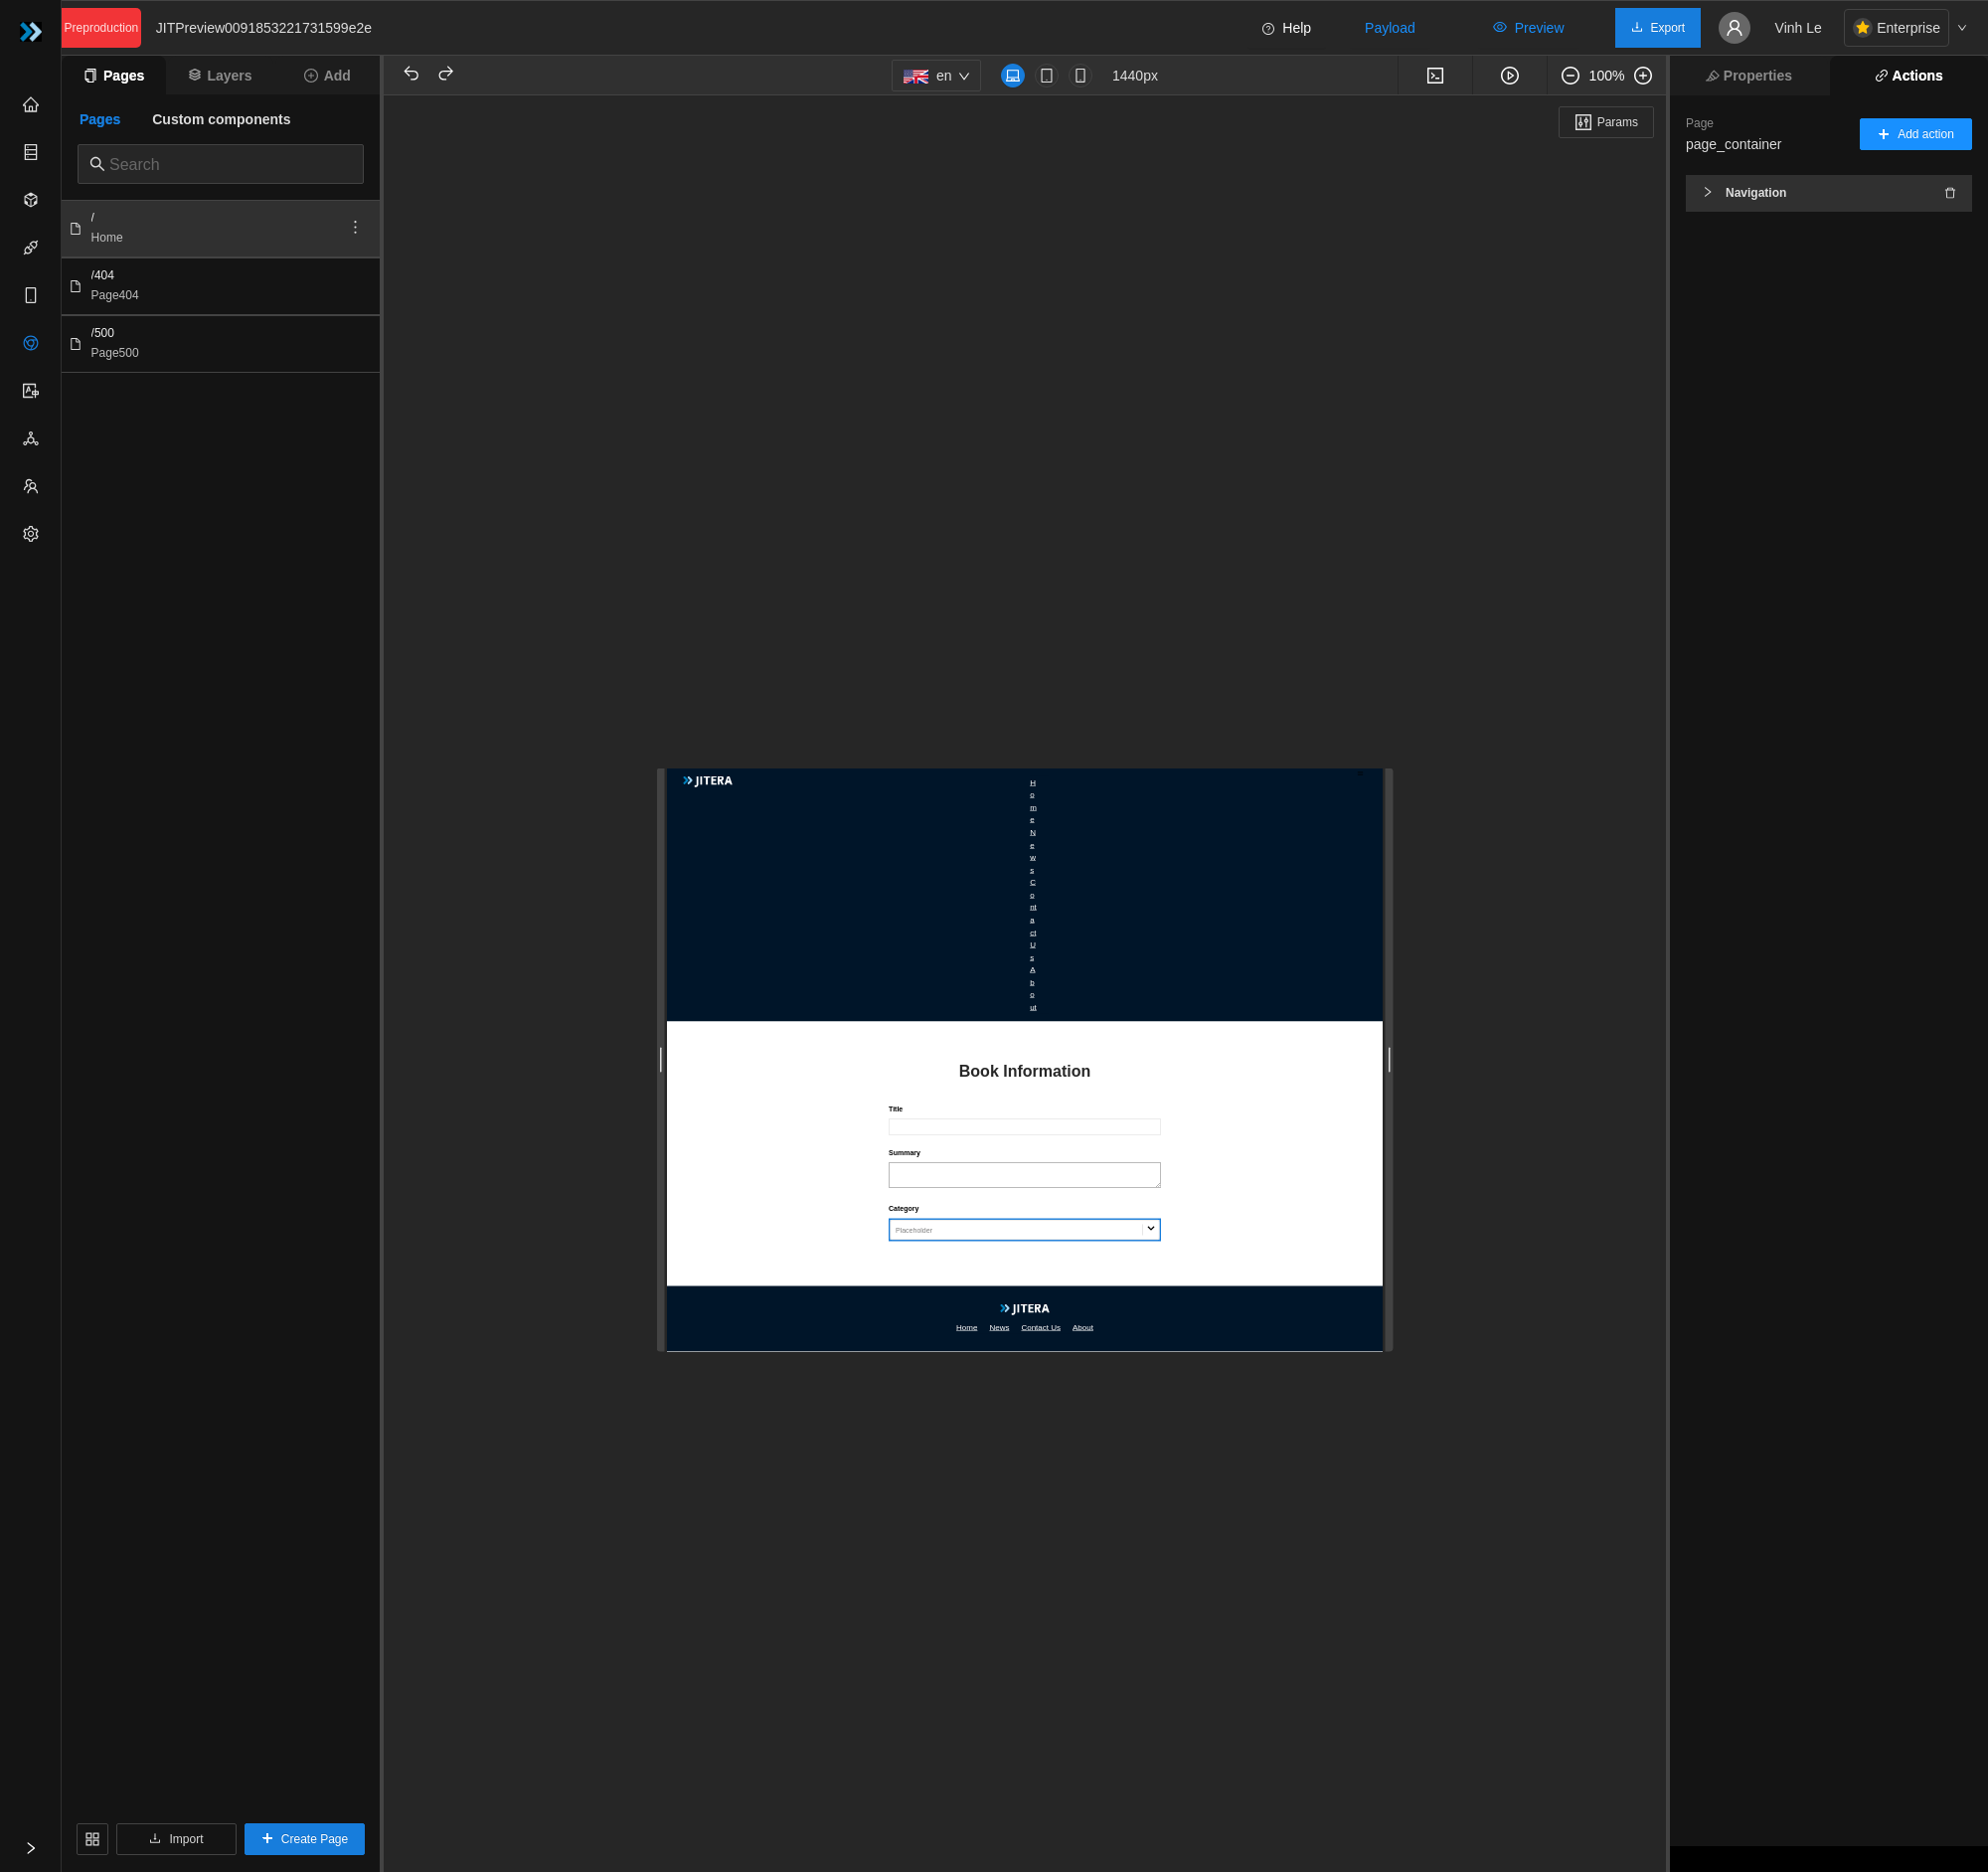 Preproduction
JITPreview0091853221731599e2e
Help
Payload
Preview
Export
Vinh Le
Enterprise
Pages
Layers
Add
en
1440px
100%
Properties
Actions
Pages
Custom components
Search
/
Home
/404
Page404
/500
Page500
Params
Page
page_container
Add action
Navigation
JITERA
H
o
m
e
N
e
w
s
C
o
nt
a
ct
U
s
A
b
o
ut
Book Information
Title
Summary
Category
Placeholder
JITERA
Home News Contact Us About
Import
Create Page